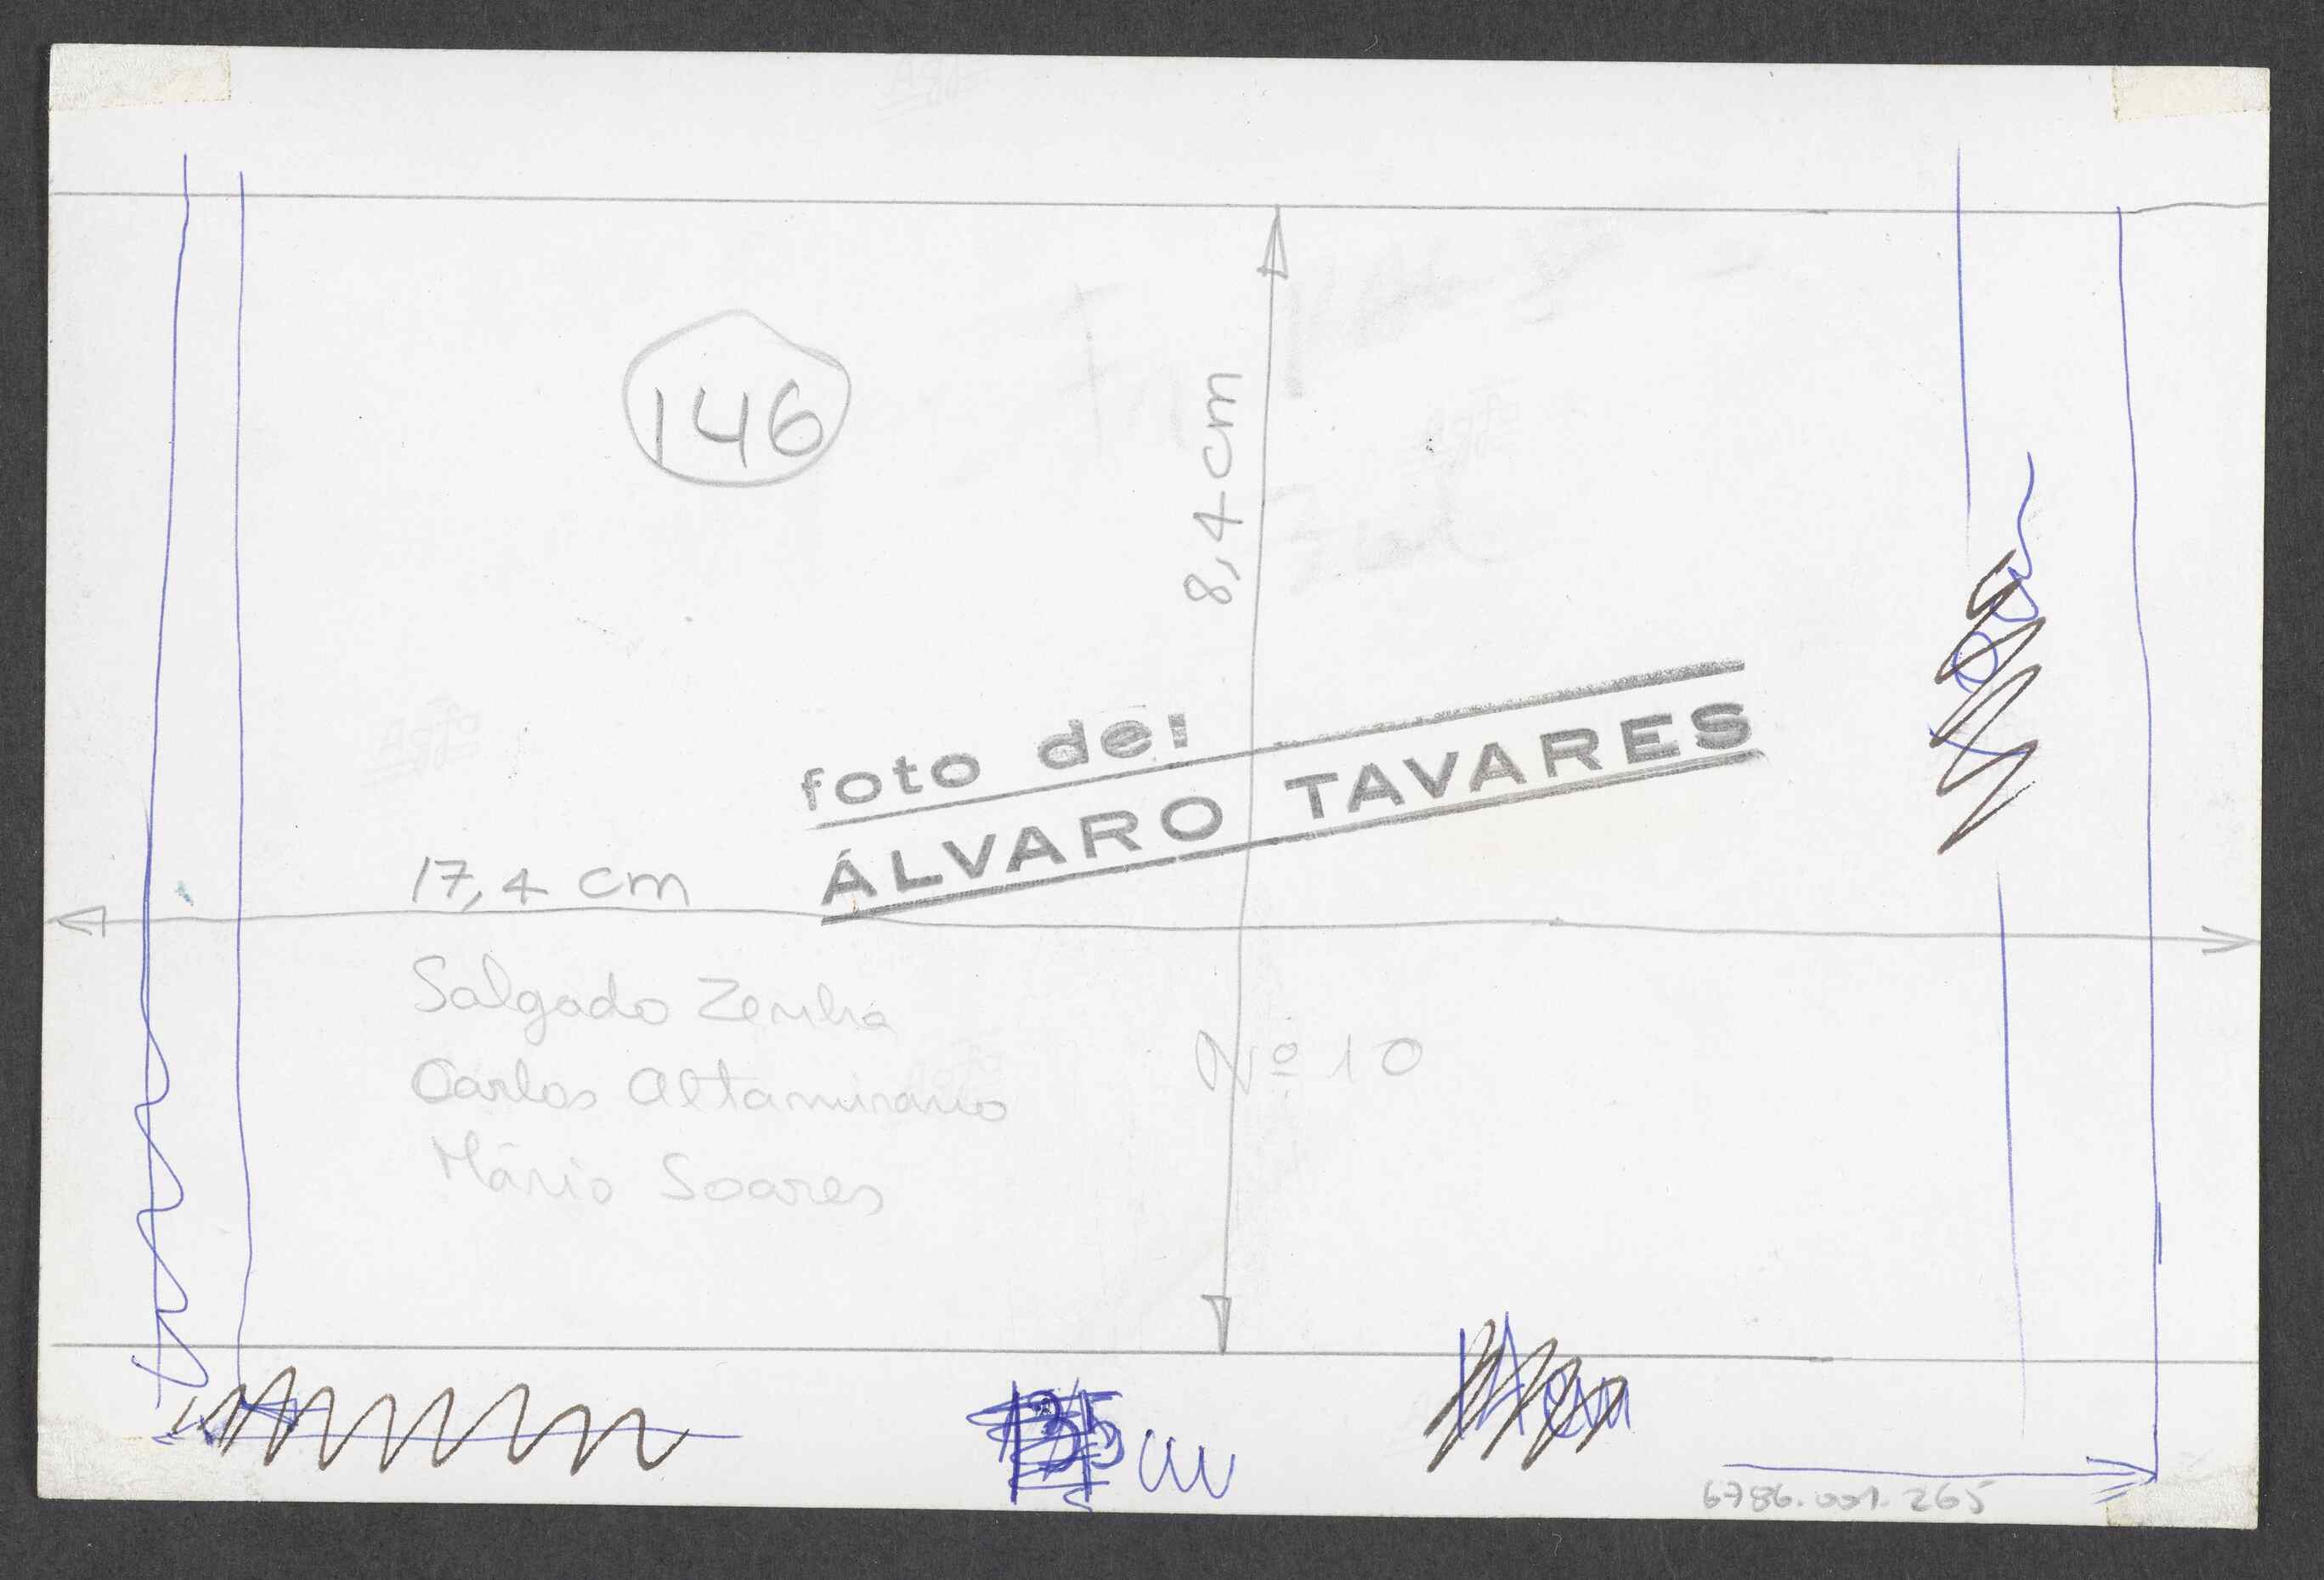 146
8,4 cm
foto de:
ÁLVARO TAVARES
17,4 cm
Salgado Zenha
Carlos Altamirano
Nº 10
Mário Soares
cm
6786.001.265